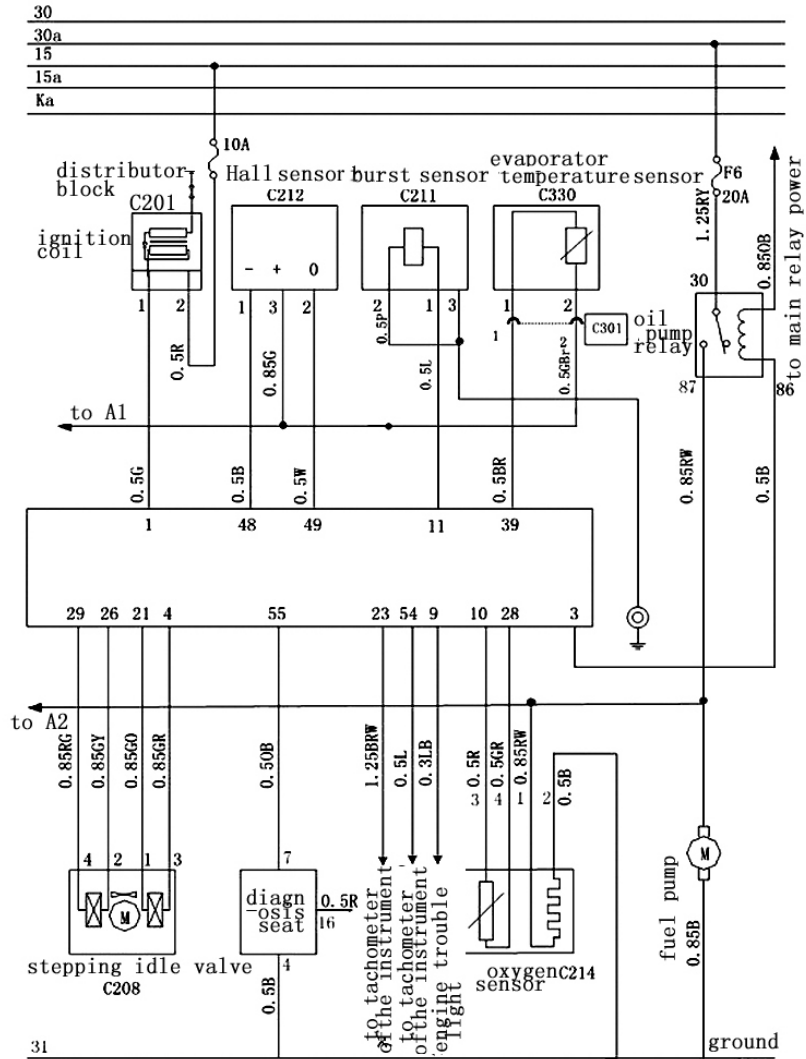 30
30a
15
15a
Ka
10A
distributor
block
Hall sensor
burst sensor
evaporator
temperature sensor
F6
20A
1.25RY
C201
C212
C211
C330
ignition
coil
- + 0
1 2
1 3 2
2 1 3
1 2
0.5R
0.85G
0.5P
0.5L
1
0.5GBr
2
C301
oil
pump
relay
30
87
86
0.85OB
to main relay power
to A1
0.5G
0.5B
0.5W
0.5BR
0.85RW
0.5B
1 48 49 11 39
29 26 21 4 55 23 54 9 10 28 3
to A2
0.85RG
0.85GY
0.85GO
0.85GR
0.5OB
1.25BRW
0.5L
0.3LB
0.5R
0.5GR
0.85RW
0.5B
3 4 1 2
4 2 1 3
M
stepping idle valve
C208
7
diagn
-osis
seat
0.5R
16
4
0.5B
to tachometer
of the instrument
to tachometer
of the instrument
engine trouble
light
oxygen
sensor
C214
M
fuel pump
0.85B
31
ground